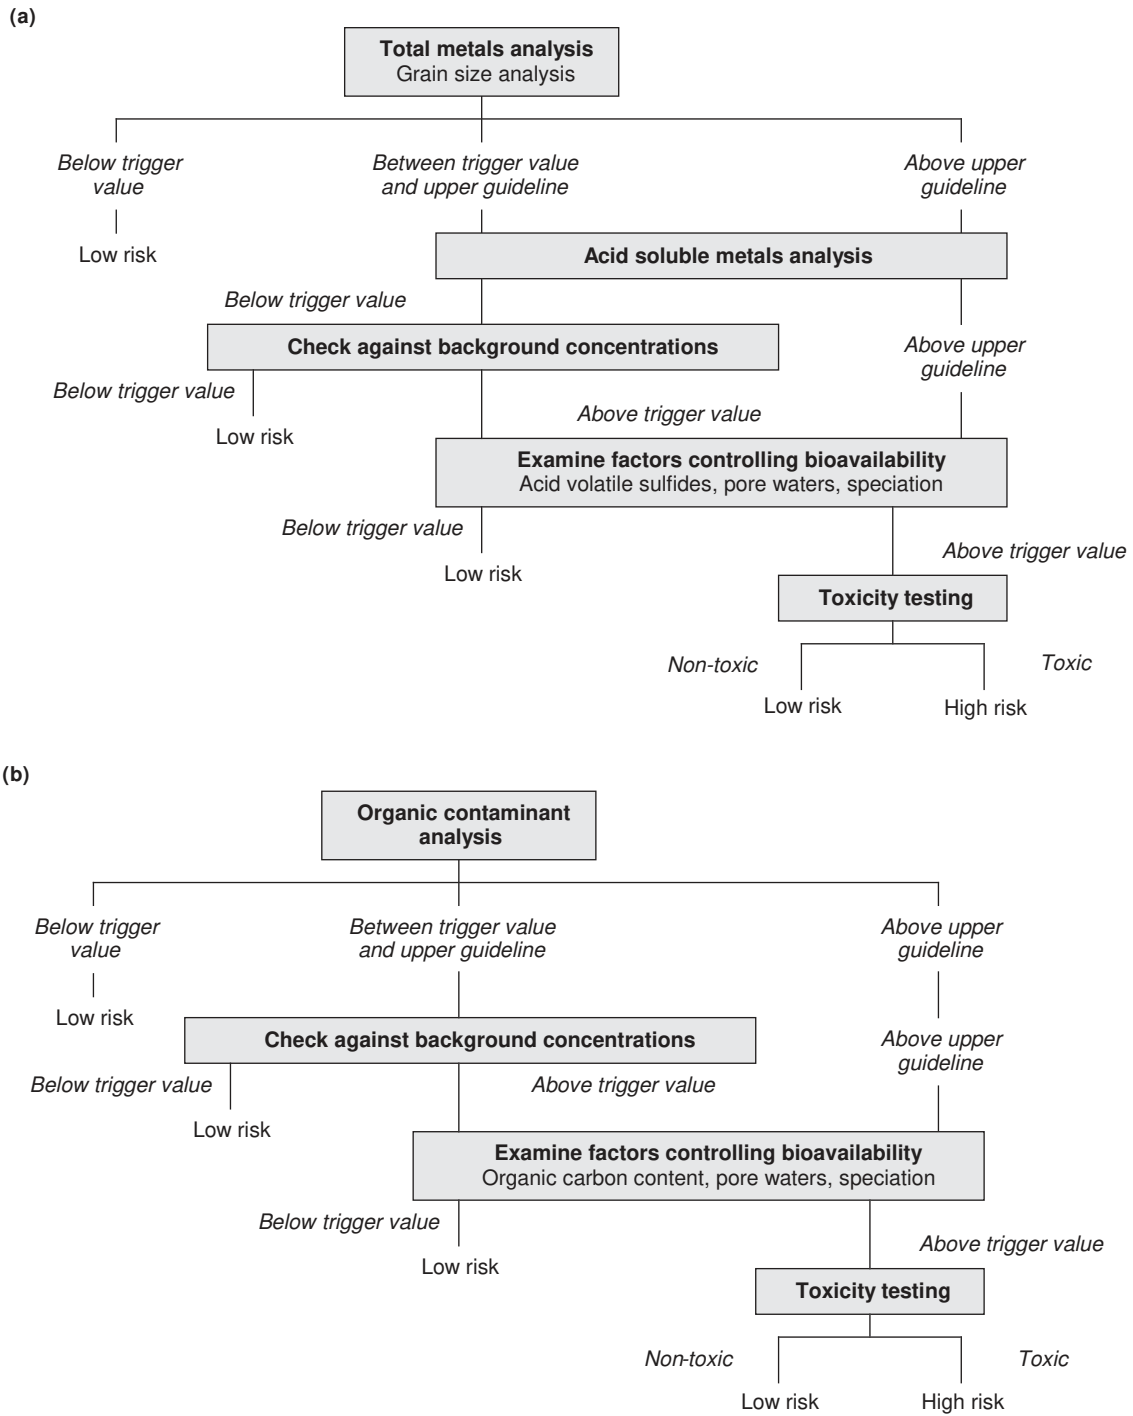 (a)
Total metals analysis
Grain size analysis
Below trigger
value
Between trigger value
and upper guideline
Above upper
guideline
Low risk
Acid soluble metals analysis
Below trigger value
Check against background concentrations
Above upper
guideline
Below trigger value
Low risk
Above trigger value
Examine factors controlling bioavailability
Acid volatile sulfides, pore waters, speciation
Below trigger value
Low risk
Above trigger value
Toxicity testing
Non-toxic
Toxic
Low risk
High risk
(b)
Organic contaminant
analysis
Below trigger
value
Between trigger value
and upper guideline
Above upper
guideline
Low risk
Check against background concentrations
Above upper
guideline
Below trigger value
Above trigger value
Low risk
Examine factors controlling bioavailability
Organic carbon content, pore waters, speciation
Below trigger value
Low risk
Above trigger value
Toxicity testing
Non-toxic
Toxic
Low risk
High risk